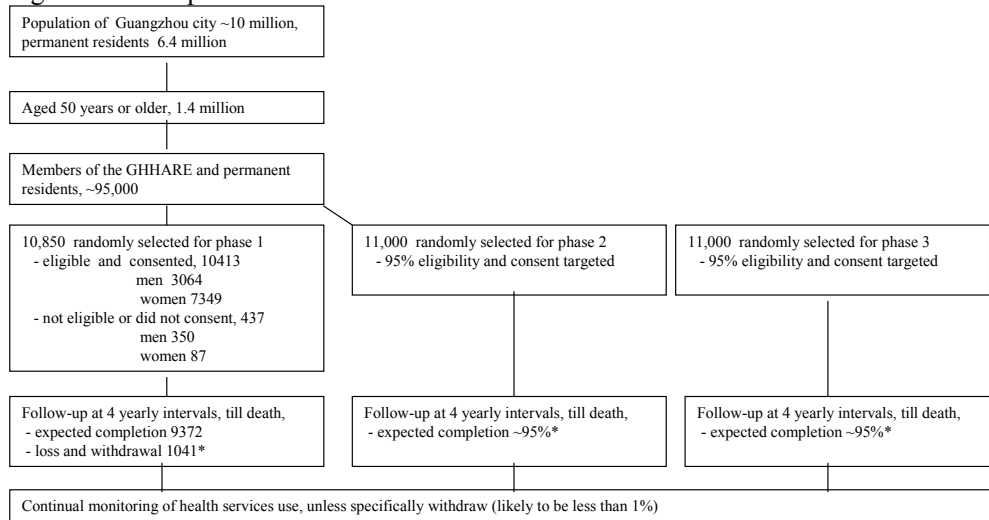 Population of Guangzhou city ~10 million,
permanent residents 6.4 million
Aged 50 years or older, 1.4 million
Members of the GHHARE and permanent
residents, ~95,000
10,850 randomly selected for phase 1
- eligible and consented, 10413
men 3064
women 7349
- not eligible or did not consent, 437
men 350
women 87
11,000 randomly selected for phase 2
- 95% eligibility and consent targeted
11,000 randomly selected for phase 3
- 95% eligibility and consent targeted
Follow-up at 4 yearly intervals, till death,
- expected completion 9372
- loss and withdrawal 1041*
Follow-up at 4 yearly intervals, till death,
- expected completion ~95%*
Follow-up at 4 yearly intervals, till death,
- expected completion ~95%*
Continual monitoring of health services use, unless specifically withdraw (likely to be less than 1%)